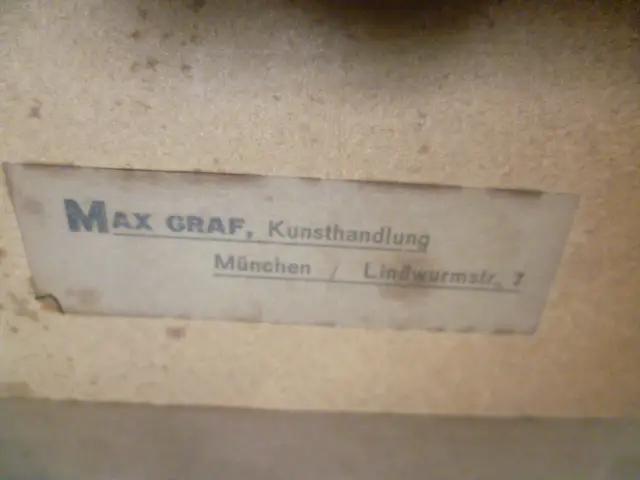 MAX GRAF, Kunsthandlung
München / Lindwurmstr. 7